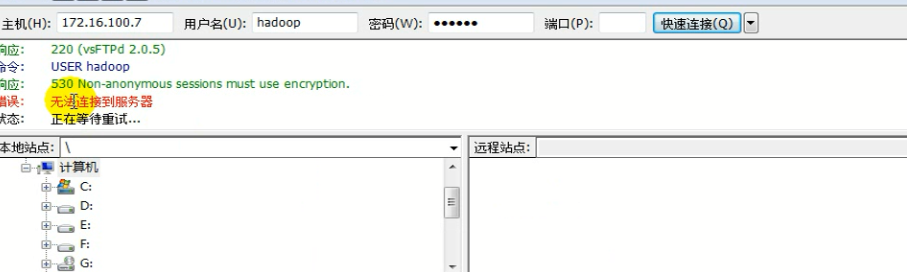 主机(H): 172.16.100.7 用户名(U): hadoop 密码(W): ●●●●●● 端口(P): 快速连接(Q)
响应: 220 (vsFTPd 2.0.5)
命令: USER hadoop
响应: 530 Non-anonymous sessions must use encryption.
错误: 无法连接到服务器
状态: 正在等待重试...
本地站点: \ 远程站点:
计算机
C:
D:
E:
F:
G: